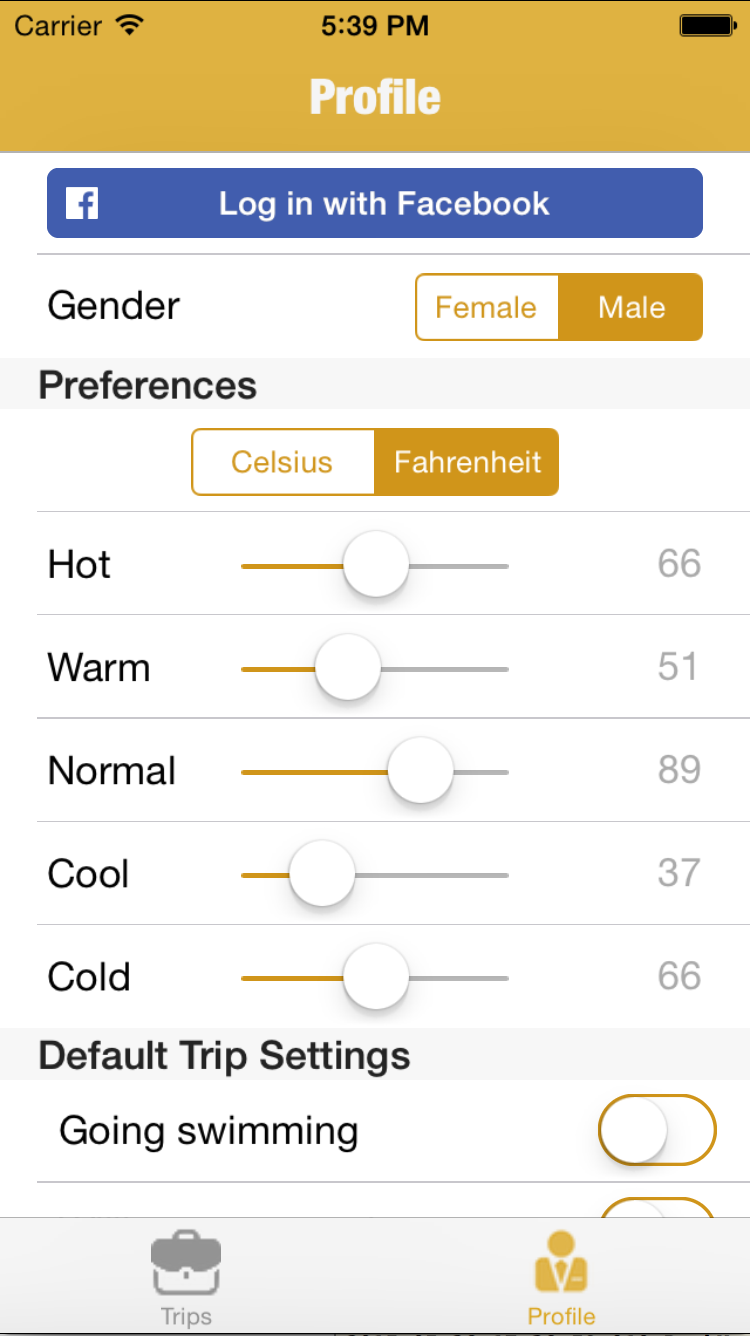 Carrier 5:39 PM
Profile
Log in with Facebook
Gender Female Male
Preferences
Celsius Fahrenheit
Hot 66
Warm 51
Normal 89
Cool 37
Cold 66
Default Trip Settings
Going swimming
Trips Profile